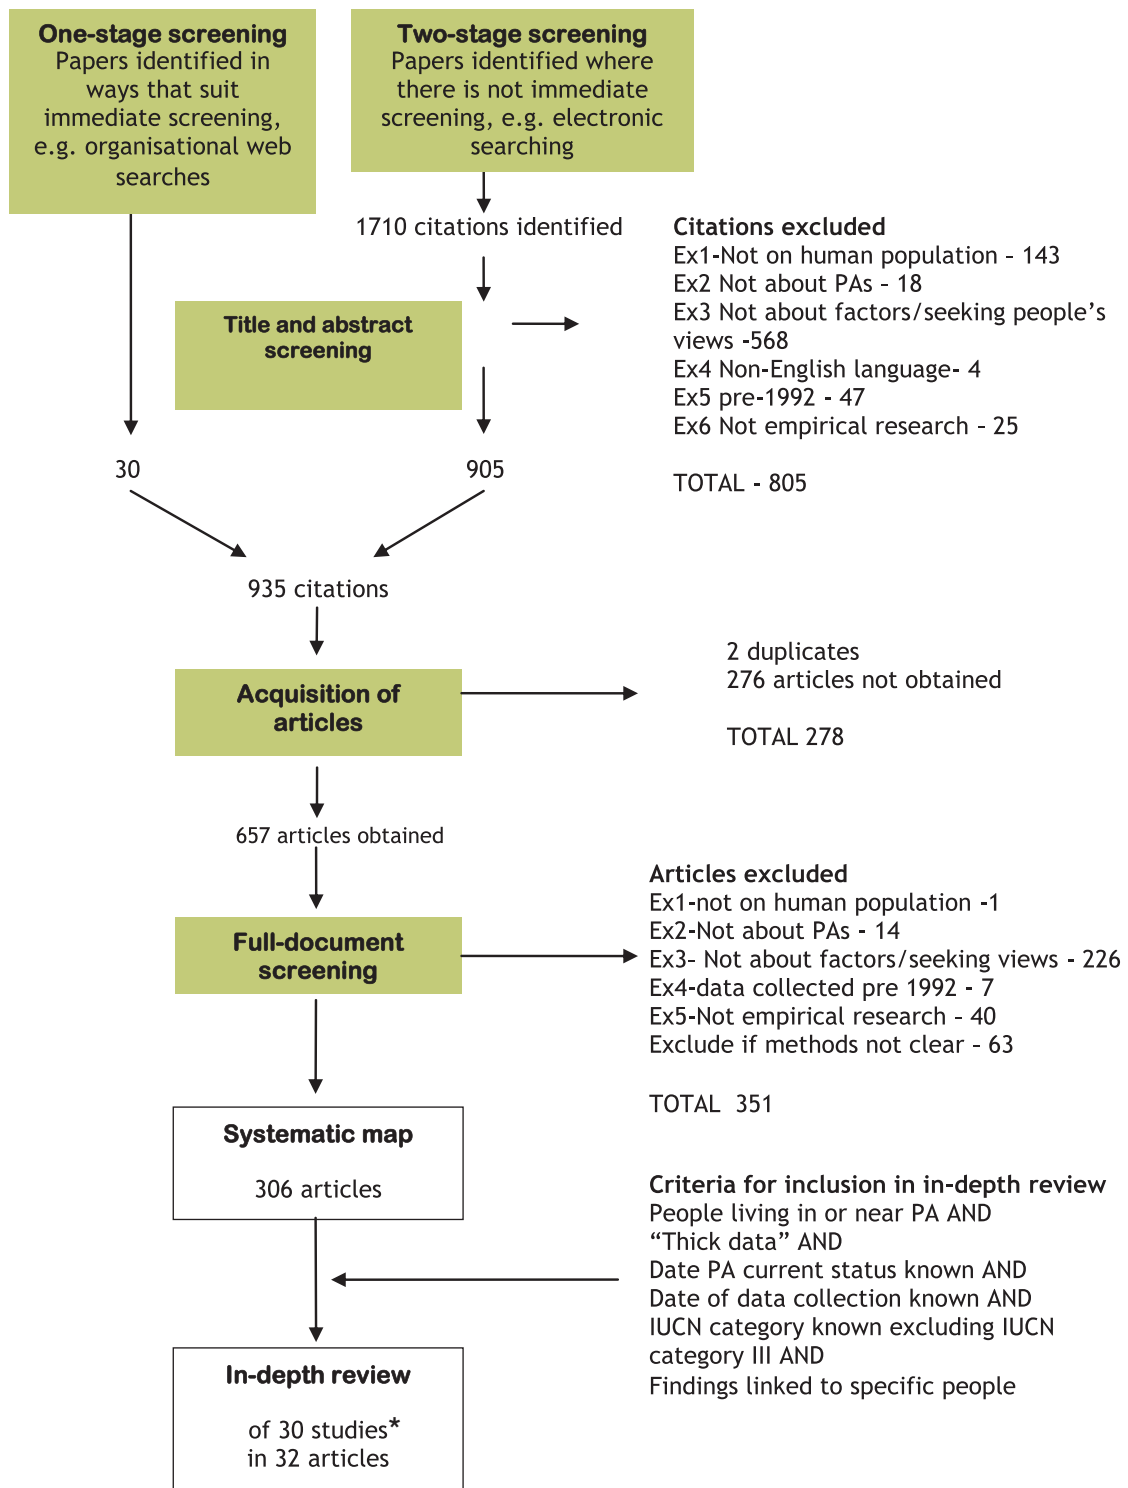 One-stage screening
Papers identified in
ways that suit
immediate screening,
e.g. organisational web
searches
Two-stage screening
Papers identified where
there is not immediate
screening, e.g. electronic
searching
1710 citations identified
Citations excluded
Ex1-Not on human population – 143
Ex2 Not about PAs – 18
Ex3 Not about factors/seeking people's
views -568
Ex4 Non-English language- 4
Ex5 pre-1992 - 47
Ex6 Not empirical research – 25
TOTAL - 805
Title and abstract
screening
30
905
935 citations
Acquisition of
articles
2 duplicates
276 articles not obtained
TOTAL 278
657 articles obtained
Full-document
screening
Articles excluded
Ex1-not on human population -1
Ex2-Not about PAs - 14
Ex3– Not about factors/seeking views - 226
Ex4-data collected pre 1992 - 7
Ex5-Not empirical research – 40
Exclude if methods not clear – 63
TOTAL 351
Systematic map
306 articles
Criteria for inclusion in in-depth review
People living in or near PA AND
“Thick data” AND
Date PA current status known AND
Date of data collection known AND
IUCN category known excluding IUCN
category III AND
Findings linked to specific people
In-depth review
of 30 studies*
in 32 articles